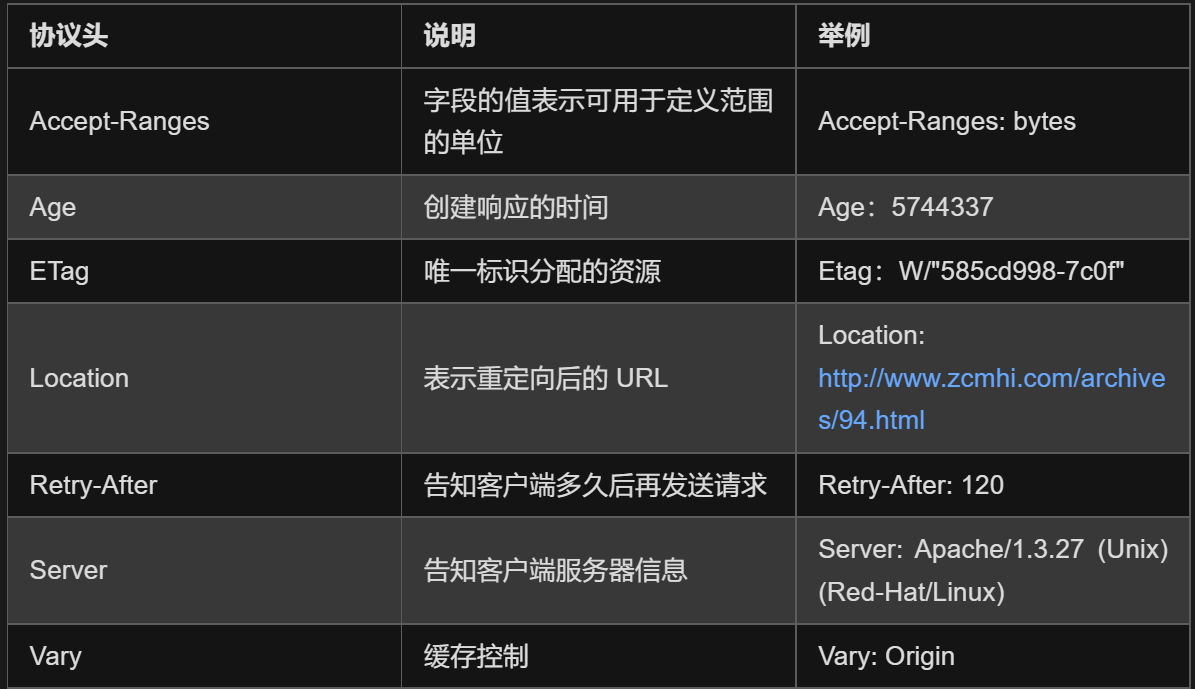 协议头 说明 举例
Accept-Ranges
字段的值表示可用于定义范围
的单位
Accept-Ranges: bytes
Age 创建响应的时间 Age：5744337
ETag 唯一标识分配的资源 Etag：W/"585cd998-7c0f"
Location
表示重定向后的 URL
Location:
http://www.zcmhi.com/archive
s/94.html
Retry-After 告知客户端多久后再发送请求 Retry-After: 120
Server
告知客户端服务器信息
Server: Apache/1.3.27 (Unix)
(Red-Hat/Linux)
Vary 缓存控制 Vary: Origin